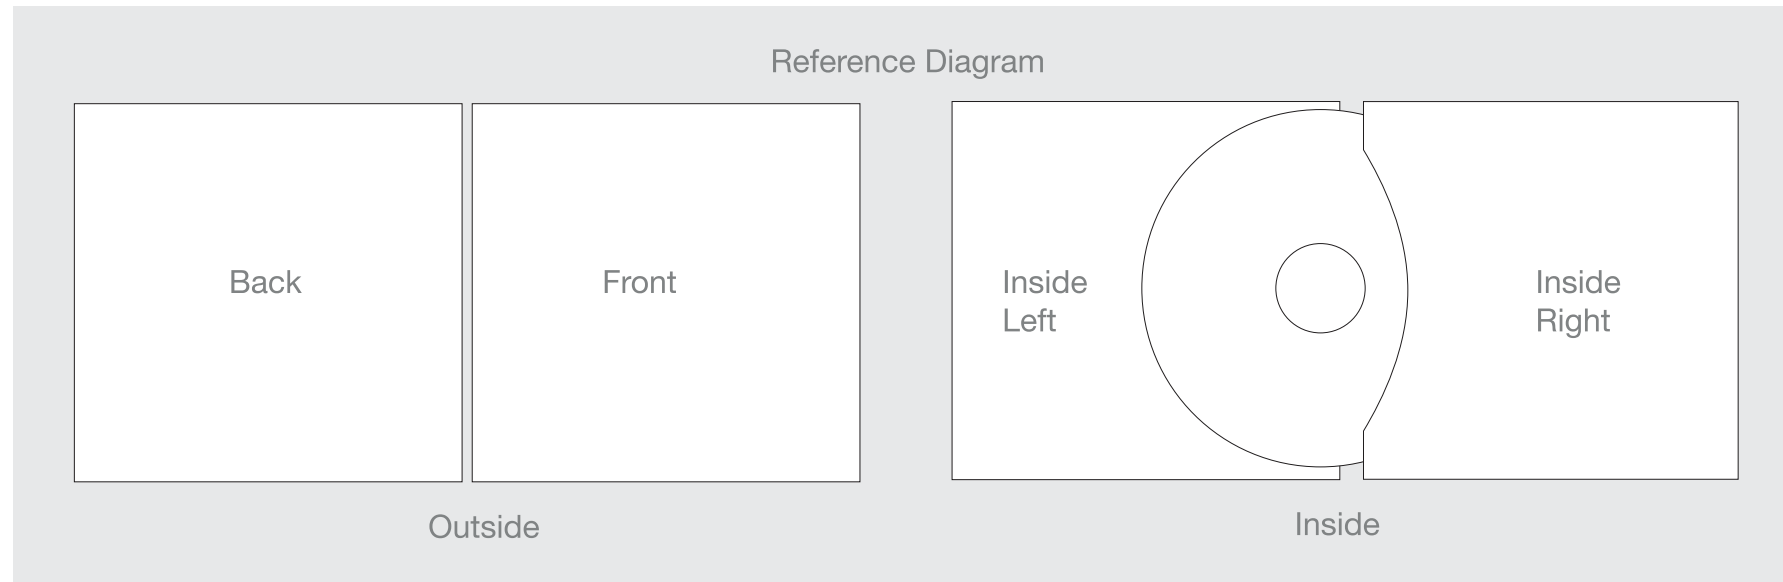 Reference Diagram
Back
Front
Inside
Left
Inside
Right
Outside
Inside